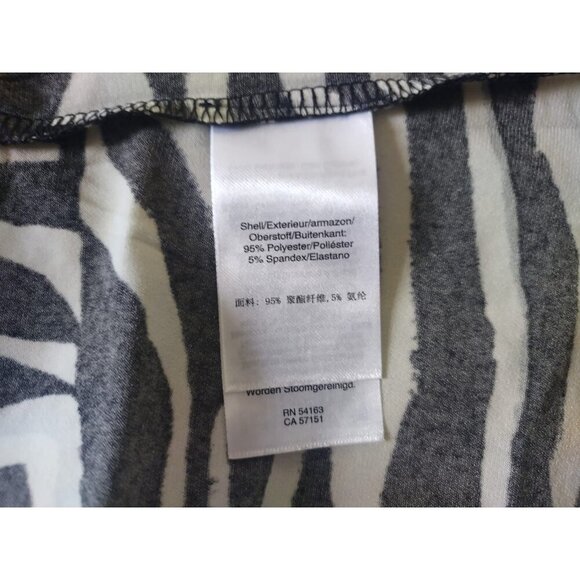 Shell/Exterieur/armazon/
Oberstoff/Buitenkant:
95% Polyester/Poliéster
5% Spandex/Elastano
面料: 95% 聚酯纤维,5% 氨纶
Worden Stoomgereinigd.
RN 54163
CA 57151